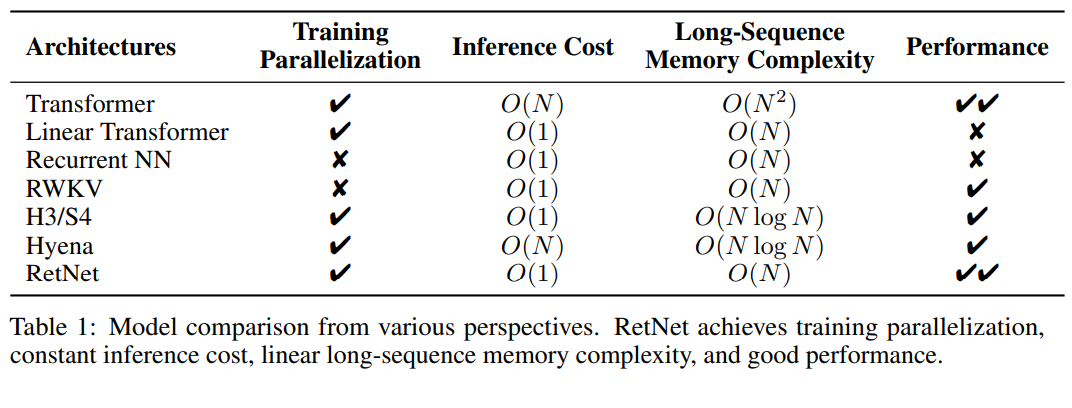 Architectures Training Parallelization Inference Cost Long-Sequence Memory Complexity Performance
Transformer ✔ O(N) O(N²) ✔✔
Linear Transformer ✔ O(1) O(N) ✘
Recurrent NN ✘ O(1) O(N) ✘
RWKV ✘ O(1) O(N) ✔
H3/S4 ✔ O(1) O(N log N) ✔
Hyena ✔ O(N) O(N log N) ✔
RetNet ✔ O(1) O(N) ✔✔
Table 1: Model comparison from various perspectives. RetNet achieves training parallelization,
constant inference cost, linear long-sequence memory complexity, and good performance.